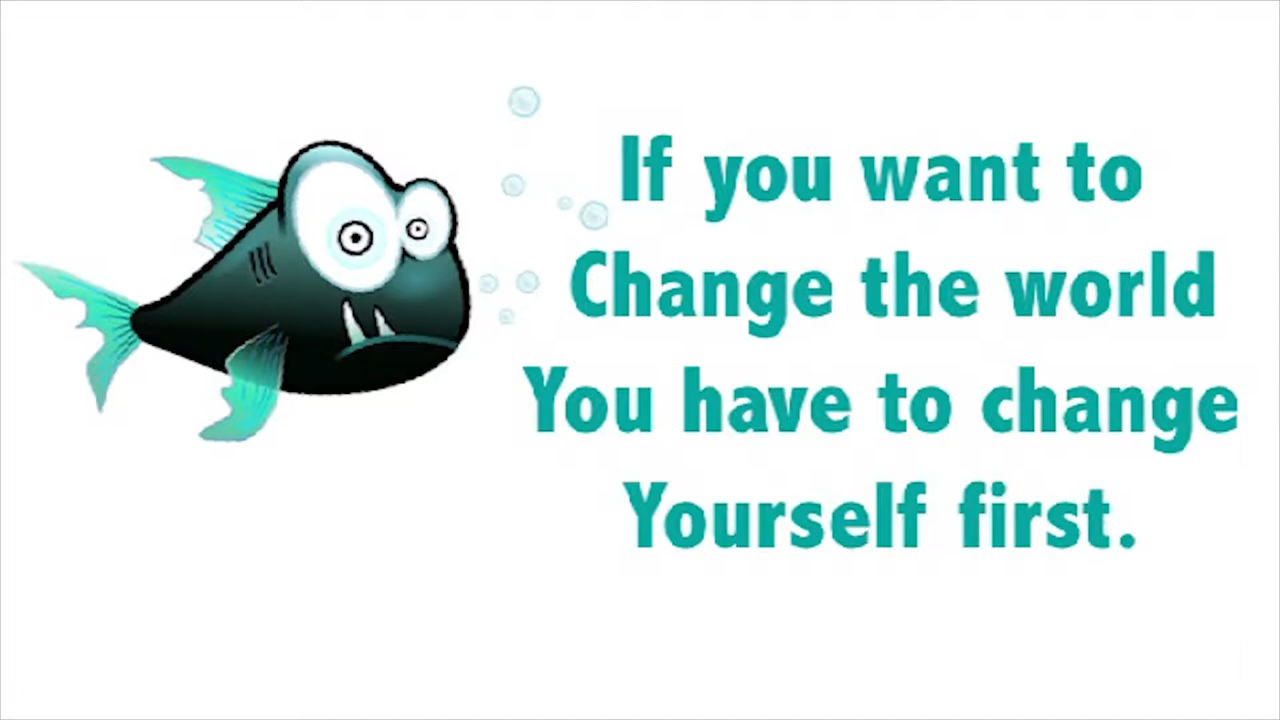 If you want to
Change the world
You have to change
Yourself first.